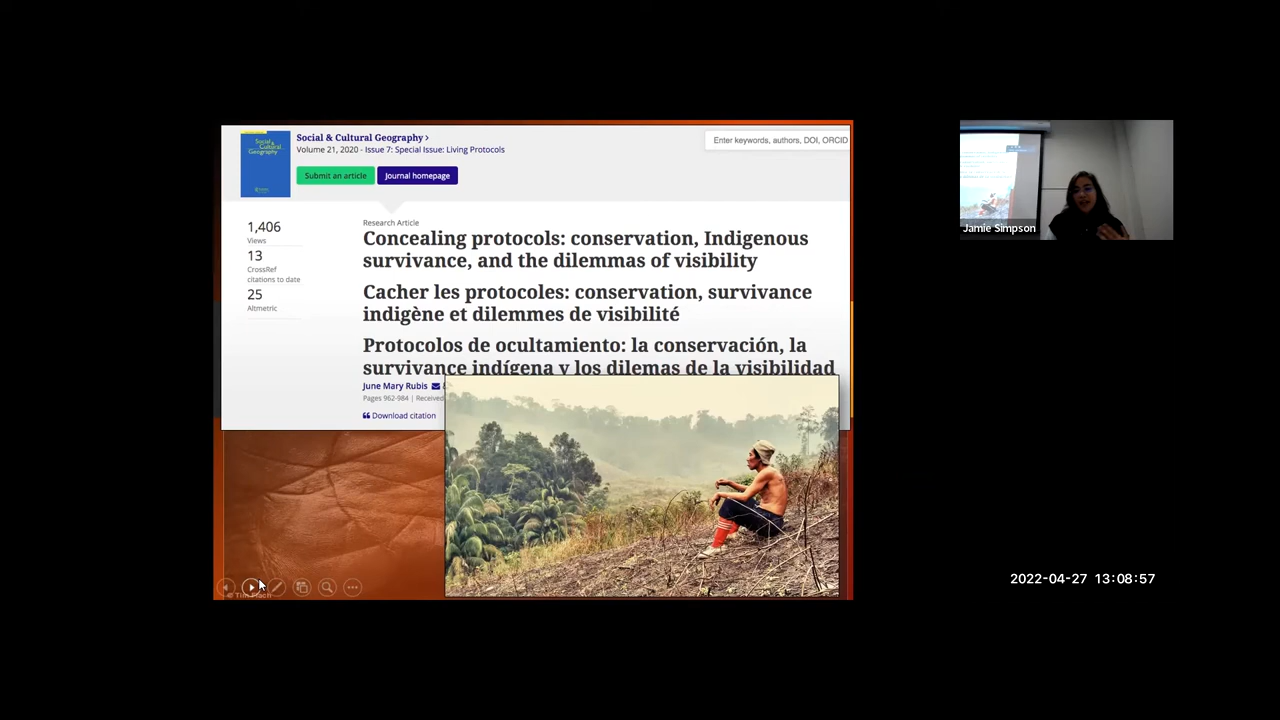 Social & Cultural Geography ›
Volume 21, 2020 - Issue 7: Special Issue: Living Protocols
Enter keywords, authors, DOI, ORCID
Social &
Cultural
Geography
Submit an article
Journal homepage
1,406
Views
13
CrossRef
citations to date
25
Altmetric
Research Article
Concealing protocols: conservation, Indigenous
survivance, and the dilemmas of visibility
Cacher les protocoles: conservation, survivance
indigène et dilemmes de visibilité
Protocolos de ocultamiento: la conservación, la
survivance indígena y los dilemas de la visibilidad
June Mary Rubis
Pages 962-984 | Received
Download citation
Jamie Simpson
2022-04-27 13:08:57